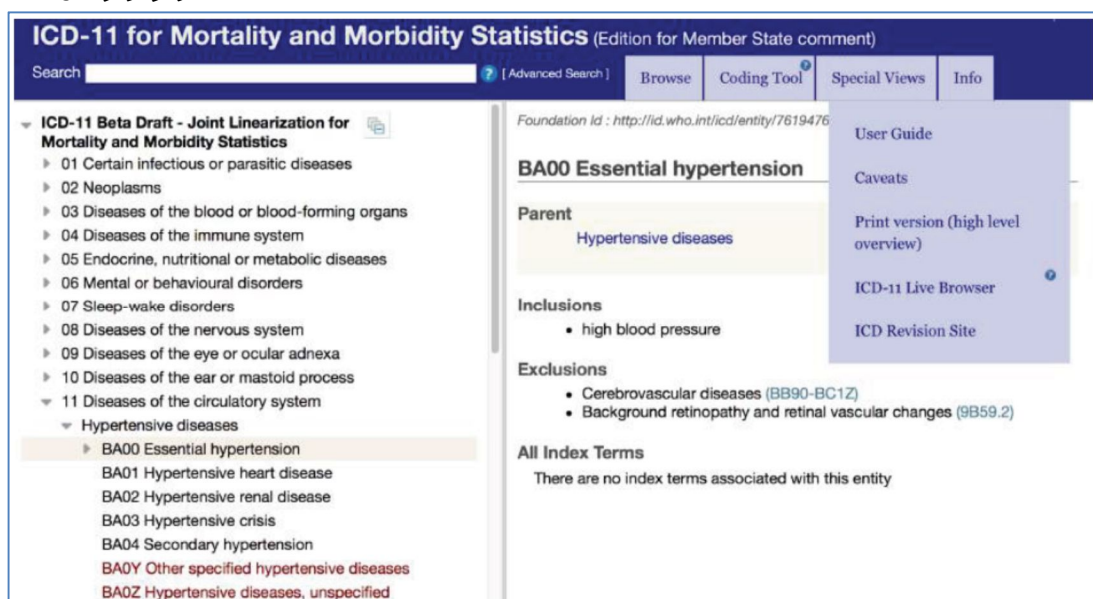 ICD-11 for Mortality and Morbidity Statistics (Edition for Member State comment)
Search
? [ Advanced Search ]
Browse
Coding Tool ?
Special Views
Info
ICD-11 Beta Draft - Joint Linearization for
Mortality and Morbidity Statistics
01 Certain infectious or parasitic diseases
02 Neoplasms
03 Diseases of the blood or blood-forming organs
04 Diseases of the immune system
05 Endocrine, nutritional or metabolic diseases
06 Mental or behavioural disorders
07 Sleep-wake disorders
08 Diseases of the nervous system
09 Diseases of the eye or ocular adnexa
10 Diseases of the ear or mastoid process
11 Diseases of the circulatory system
Hypertensive diseases
BA00 Essential hypertension
BA01 Hypertensive heart disease
BA02 Hypertensive renal disease
BA03 Hypertensive crisis
BA04 Secondary hypertension
BA0Y Other specified hypertensive diseases
BA0Z Hypertensive diseases, unspecified
Foundation Id : http://id.who.int/icd/entity/7619476
BA00 Essential hypertension
Parent
Hypertensive diseases
Inclusions
• high blood pressure
Exclusions
• Cerebrovascular diseases (BB90-BC1Z)
• Background retinopathy and retinal vascular changes (9B59.2)
All Index Terms
There are no index terms associated with this entity
User Guide
Caveats
Print version (high level
overview)
ICD-11 Live Browser ?
ICD Revision Site